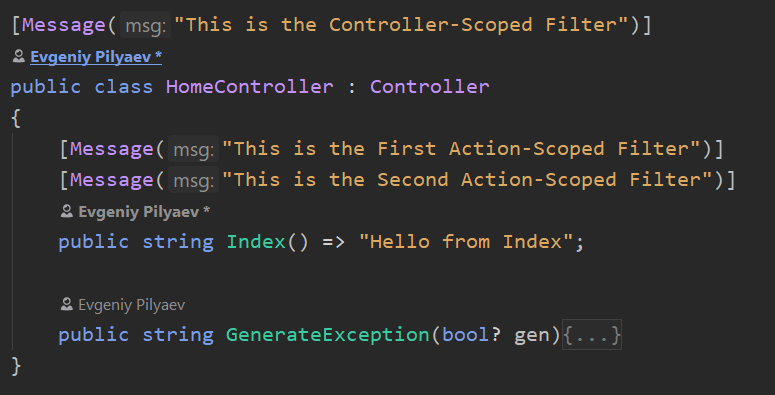 [Message( msg: "This is the Controller-Scoped Filter")]
Evgeniy Pilyaev *
public class HomeController : Controller
{
[Message( msg: "This is the First Action-Scoped Filter")]
[Message( msg: "This is the Second Action-Scoped Filter")]
Evgeniy Pilyaev *
public string Index() => "Hello from Index";
Evgeniy Pilyaev
public string GenerateException(bool? gen){...}
}